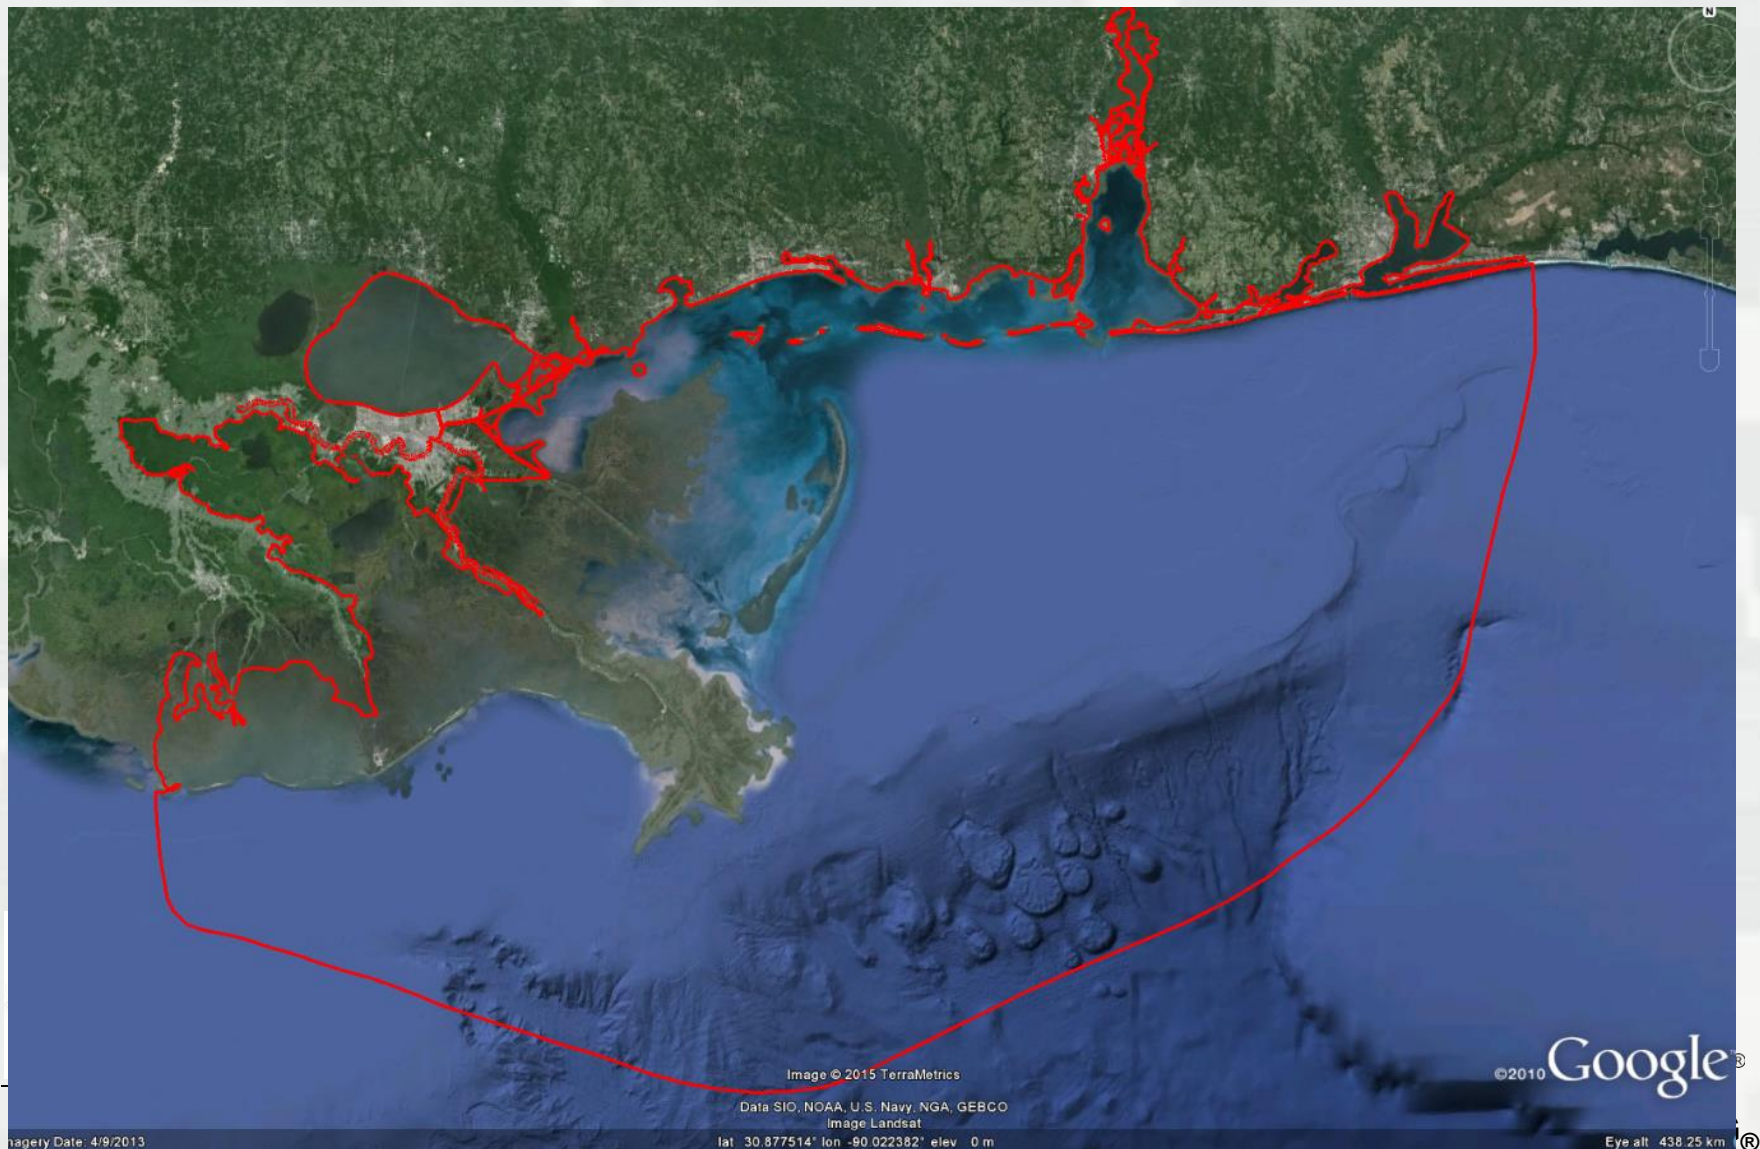 N
Image © 2015 TerraMetrics
©2010 Google®
Data SIO, NOAA, U.S. Navy, NGA, GEBCO
Image Landsat
nagery Date: 4/9/2013
lat 30.877514° lon -90.022382° elev 0 m
Eye alt 438.25 km
®